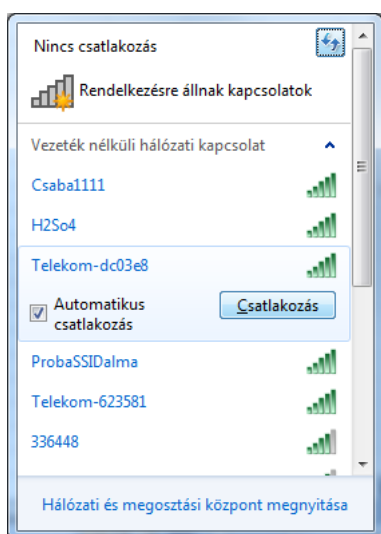 Nincs csatlakozás
Rendelkezésre állnak kapcsolatok
Vezeték nélküli hálózati kapcsolat
Csaba1111
H2So4
Telekom-dc03e8
Automatikus
csatlakozás
Csatlakozás
ProbaSSIDalma
Telekom-623581
336448
Hálózati és megosztási központ megnyitása